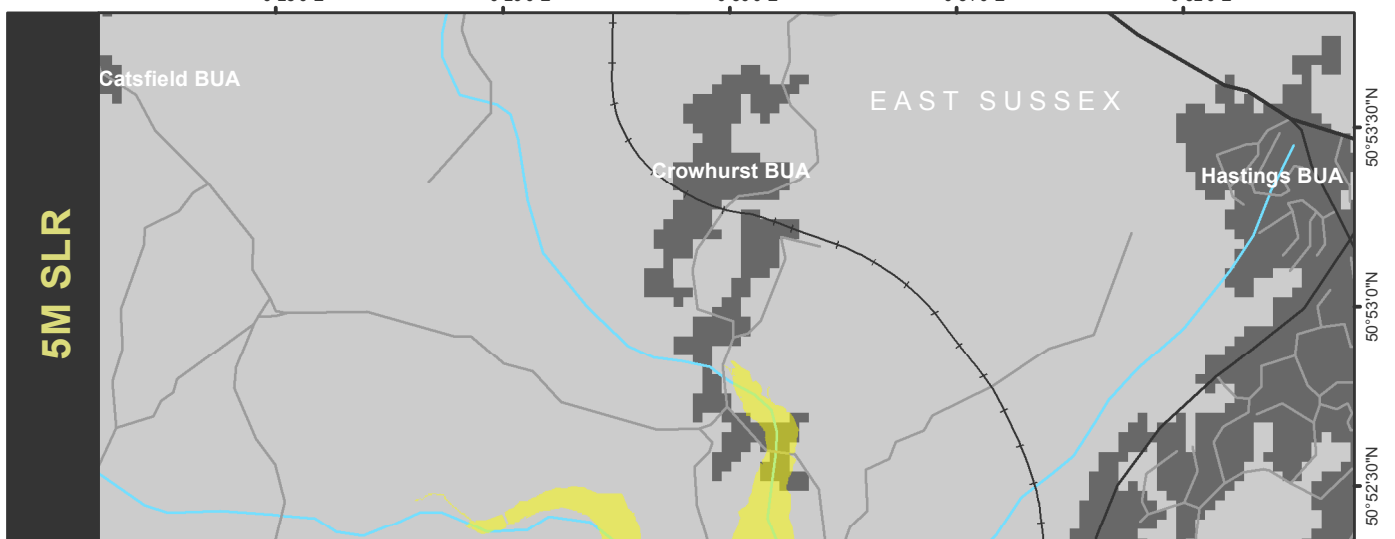 Catsfield BUA
EAST SUSSEX
Crowhurst BUA
Hastings BUA
5M SLR
50°53'30"N
50°53'0"N
50°52'30"N